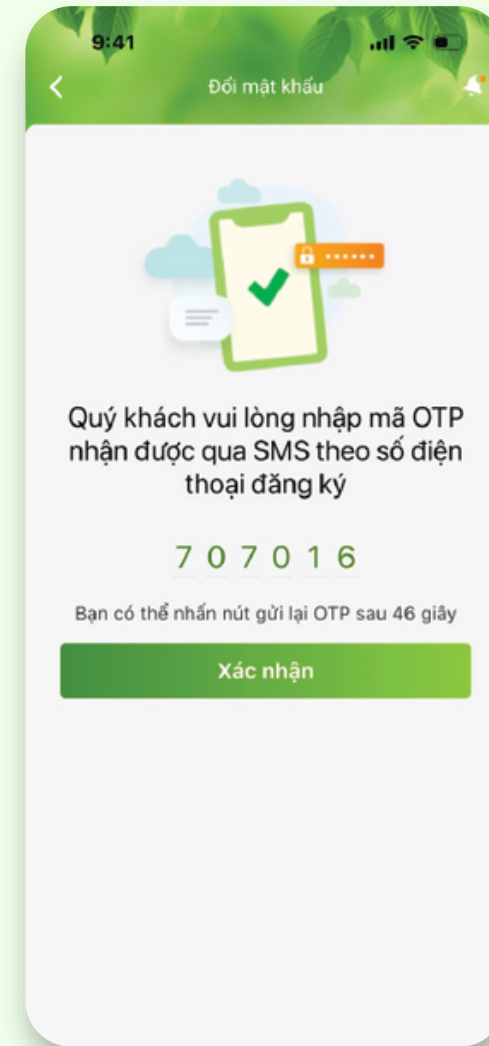 9:41
Đổi mật khẩu
Quý khách vui lòng nhập mã OTP
nhận được qua SMS theo số điện
thoại đăng ký
7 0 7 0 1 6
Bạn có thể nhấn nút gửi lại OTP sau 46 giây
Xác nhận